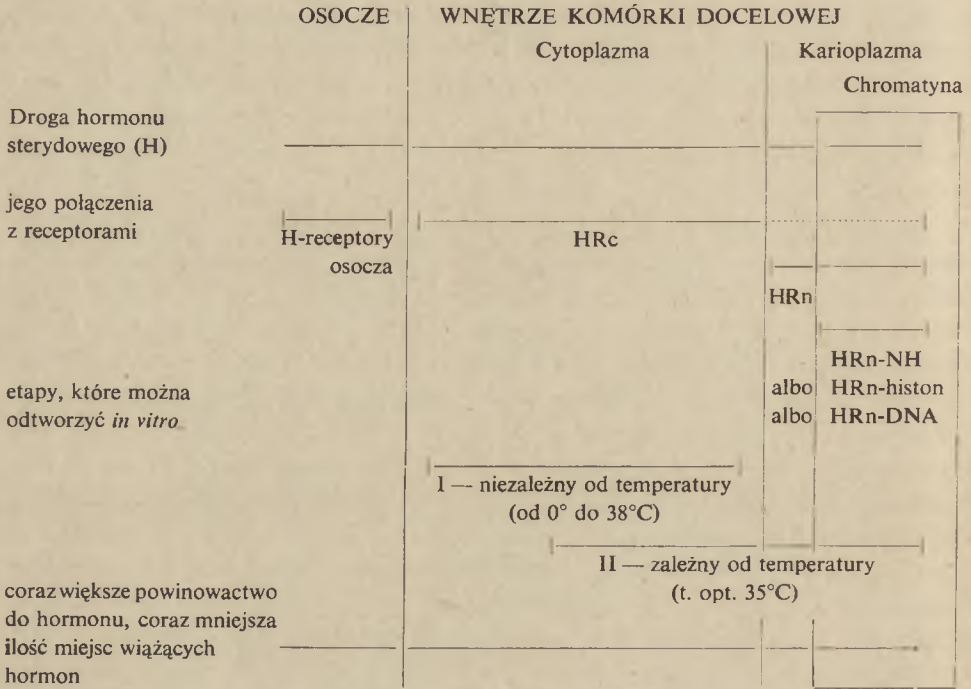 OSOCZE WNĘTRZE KOMÓRKI DOCELOWEJ
Cytoplazma Karioplazma
Chromatyna
Droga hormonu
sterydowego (H)
jego połączenia
z receptorami
H-receptory
osocza
HRc
HRn
HRn-NH
albo HRn-histon
albo HRn-DNA
etapy, które można
odtworzyć in vitro
I — niezależny od temperatury
(od 0° do 38°C)
II — zależny od temperatury
(t. opt. 35°C)
coraz większe powinowactwo
do hormonu, coraz mniejsza
ilość miejsc wiążących
hormon